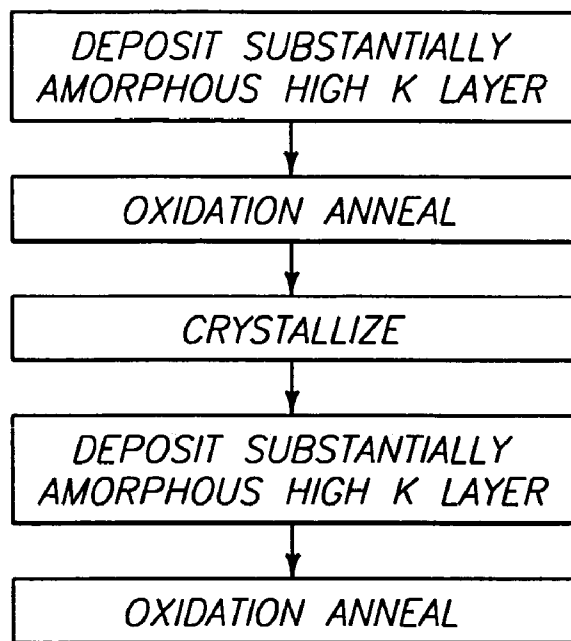 DEPOSIT SUBSTANTIALLY
AMORPHOUS HIGH K LAYER
OXIDATION ANNEAL
CRYSTALLIZE
DEPOSIT SUBSTANTIALLY
AMORPHOUS HIGH K LAYER
OXIDATION ANNEAL